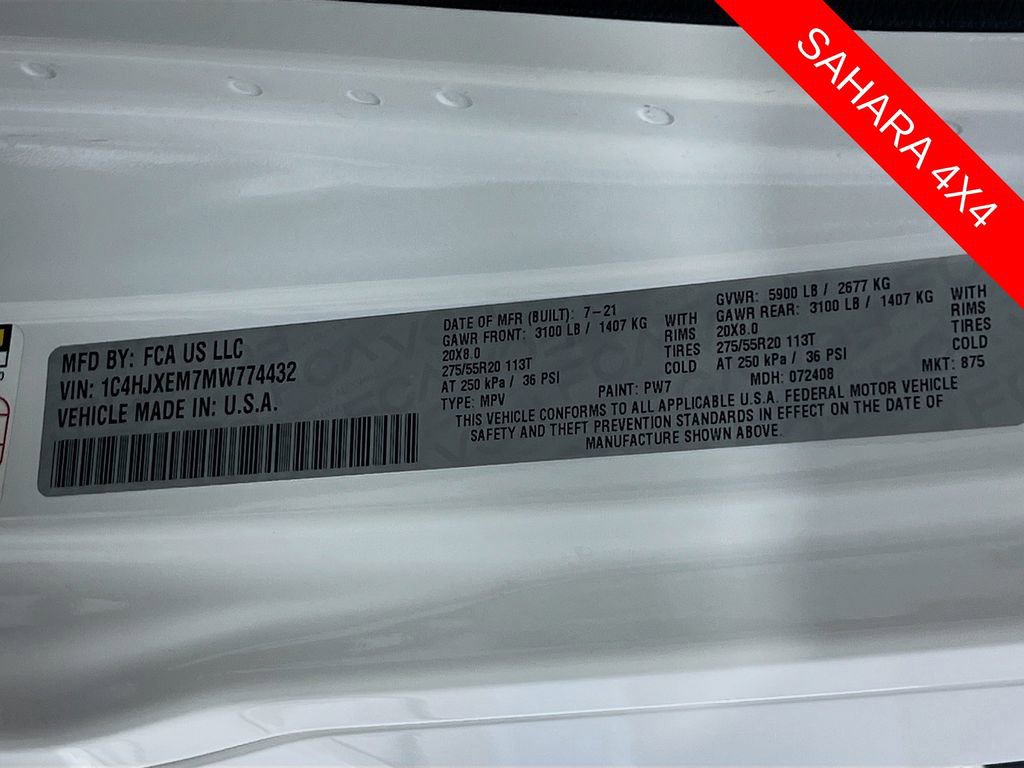 SAHARA 4X4
MFD BY: FCA US LLC
VIN: 1C4HJXEM7MW774432
VEHICLE MADE IN: U.S.A.
DATE OF MFR (BUILT): 7-21
GAWR FRONT: 3100 LB / 1407 KG WITH
20X8.0 RIMS
275/55R20 113T TIRES
AT 250 kPa / 36 PSI COLD
TYPE: MPV PAINT: PW7
GVWR: 5900 LB / 2677 KG
GAWR REAR: 3100 LB / 1407 KG WITH
20X8.0 RIMS
275/55R20 113T TIRES
AT 250 kPa / 36 PSI COLD
MDH: 072408 MKT: 875
THIS VEHICLE CONFORMS TO ALL APPLICABLE U.S.A. FEDERAL MOTOR VEHICLE
SAFETY AND THEFT PREVENTION STANDARDS IN EFFECT ON THE DATE OF
MANUFACTURE SHOWN ABOVE.